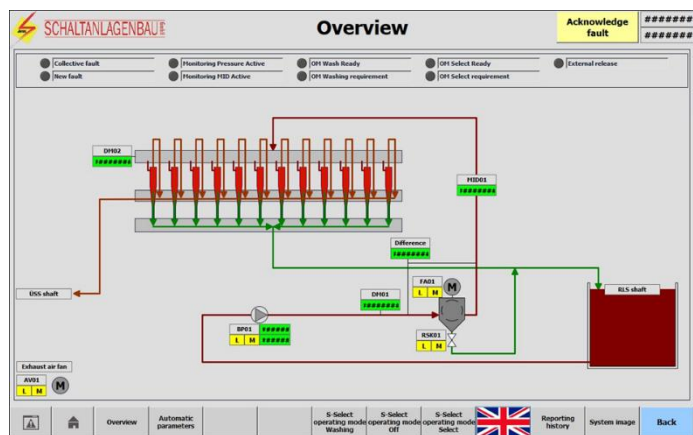 SCHALTANLAGENBAU
Overview
Acknowledge
fault
#######
#######
Collective fault
Monitoring Pressure Active
OM Wash Ready
OM Select Ready
External release
New fault
Monitoring MID Active
OM Washing requirement
OM Select requirement
DM02
########
MID01
########
Difference
########
ÜSS shaft
DM01
########
FA01
L M
M
RLS shaft
BP01
######
L M
######
RSK01
L M
Exhaust air fan
AV01
L M
M
Overview
Automatic
parameters
S-Select
operating mode
Washing
S-Select
operating mode
Off
S-Select
operating mode
Select
Reporting
history
System image
Back